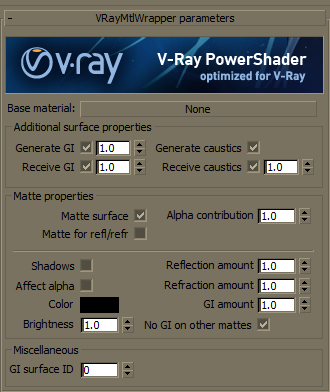 - VRayMtlWrapper parameters
v·ray V-Ray PowerShader
optimized for V-Ray
Base material: None
Additional surface properties
Generate GI 1.0 Generate caustics
Receive GI 1.0 Receive caustics 1.0
Matte properties
Matte surface Alpha contribution 1.0
Matte for refl/refr
Shadows Reflection amount 1.0
Affect alpha Refraction amount 1.0
Color GI amount 1.0
Brightness 1.0 No GI on other mattes
Miscellaneous
GI surface ID 0